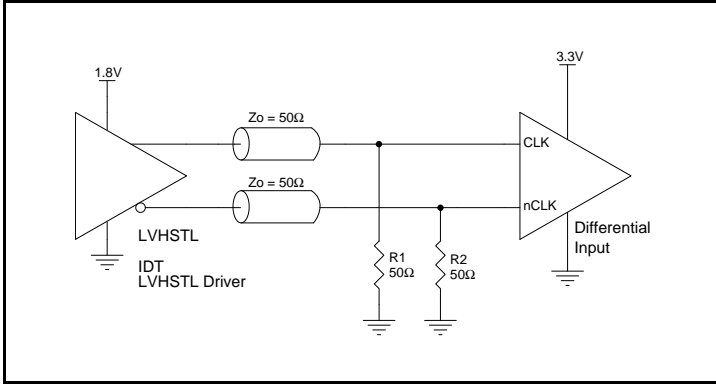 3.3V
1.8V
Zo = 50Ω
CLK
Zo = 50Ω
nCLK
LVHSTL
Differential
Input
IDT
LVHSTL Driver
R1
50Ω
R2
50Ω